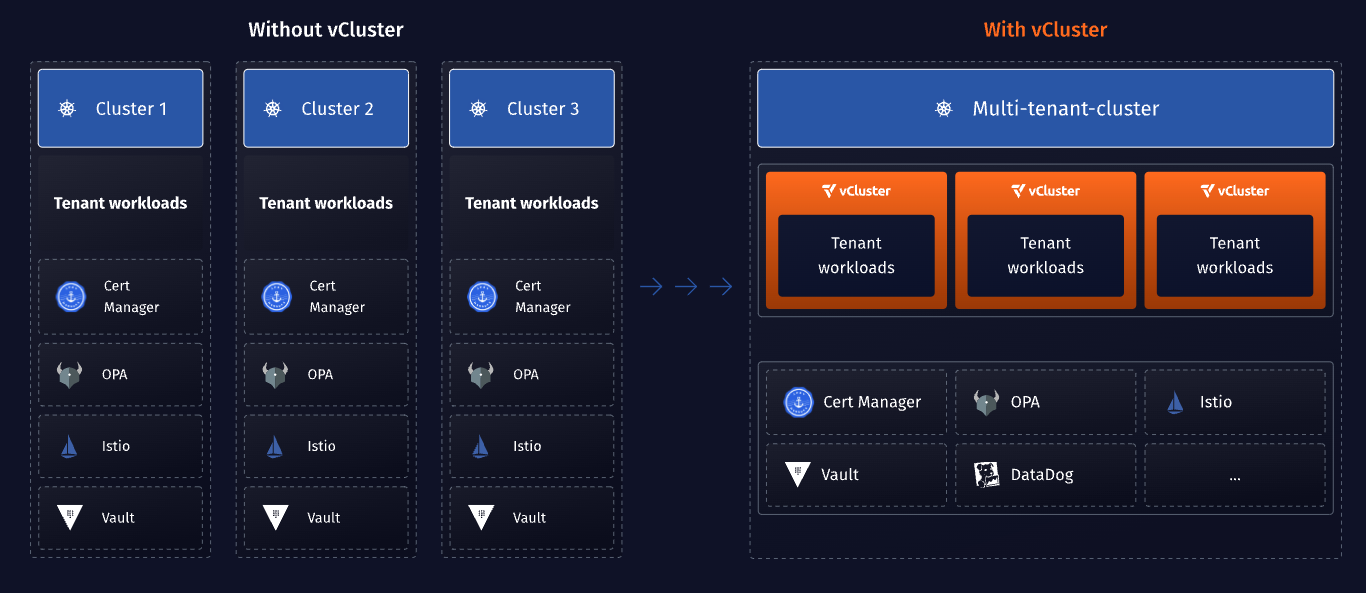 Without vCluster
Cluster 1
Tenant workloads
Cert
Manager
OPA
Istio
Vault
Cluster 2
Tenant workloads
Cert
Manager
OPA
Istio
Vault
Cluster 3
Tenant workloads
Cert
Manager
OPA
Istio
Vault
With vCluster
Multi-tenant-cluster
vCluster
Tenant
workloads
vCluster
Tenant
workloads
vCluster
Tenant
workloads
Cert Manager
OPA
Istio
Vault
DataDog
...